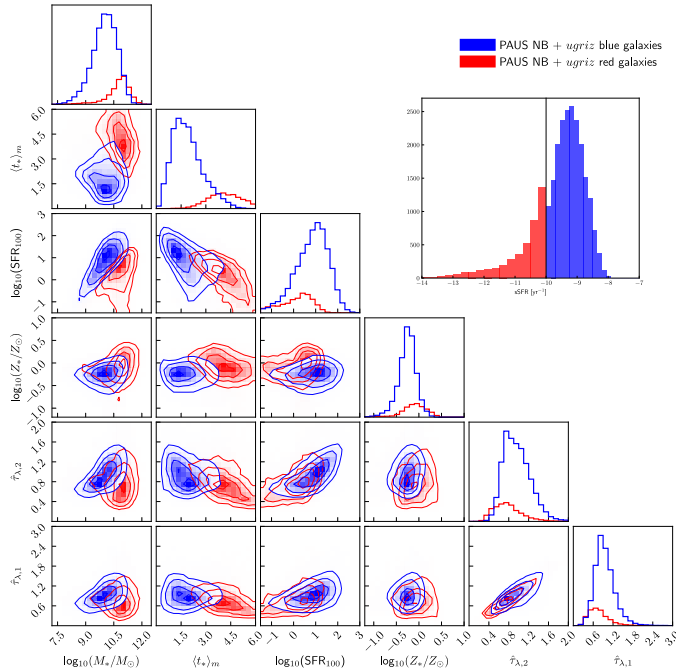 PAUS NB + ugriz blue galaxies
PAUS NB + ugriz red galaxies
6.0
4.5
3.0
1.5
⟨t*⟩m
2500
2000
1500
1000
500
0
−14 −13 −12 −11 −10 −9 −8 −7
sSFR [yr⁻¹]
3
2
1
0
−1
log₁₀(SFR₁₀₀)
1.0
0.5
0.0
−0.5
−1.0
log₁₀(Z*/Z⊙)
2.0
1.6
1.2
0.8
0.4
τ̂λ,2
3.0
2.4
1.8
1.2
0.6
τ̂λ,1
7.5 9.0 10.5 12.0 1.5 3.0 4.5 6.0 −1 0 1 2 3 −1.0 −0.5 0.0 0.5 1.0 0.4 0.8 1.2 1.6 2.0 0.6 1.2 1.8 2.4 3.0
log₁₀(M*/M⊙) ⟨t*⟩m log₁₀(SFR₁₀₀) log₁₀(Z*/Z⊙) τ̂λ,2 τ̂λ,1